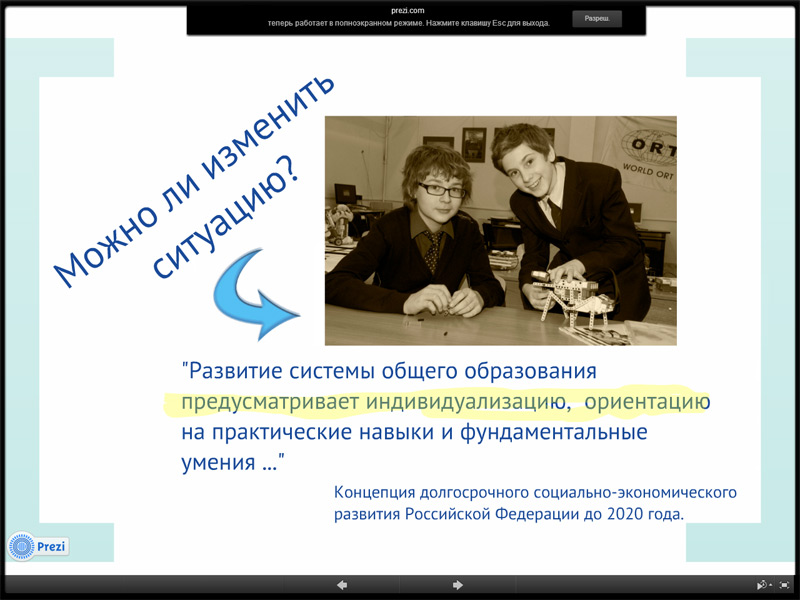 prezi.com
теперь работает в полноэкранном режиме. Нажмите клавишу Esc для выхода.
Разреш.
Можно ли изменить
ситуацию?
ORT
WORLD ORT
"Развитие системы общего образования
предусматривает индивидуализацию, ориентацию
на практические навыки и фундаментальные
умения ..."
Концепция долгосрочного социально-экономического
развития Российской Федерации до 2020 года.
Prezi